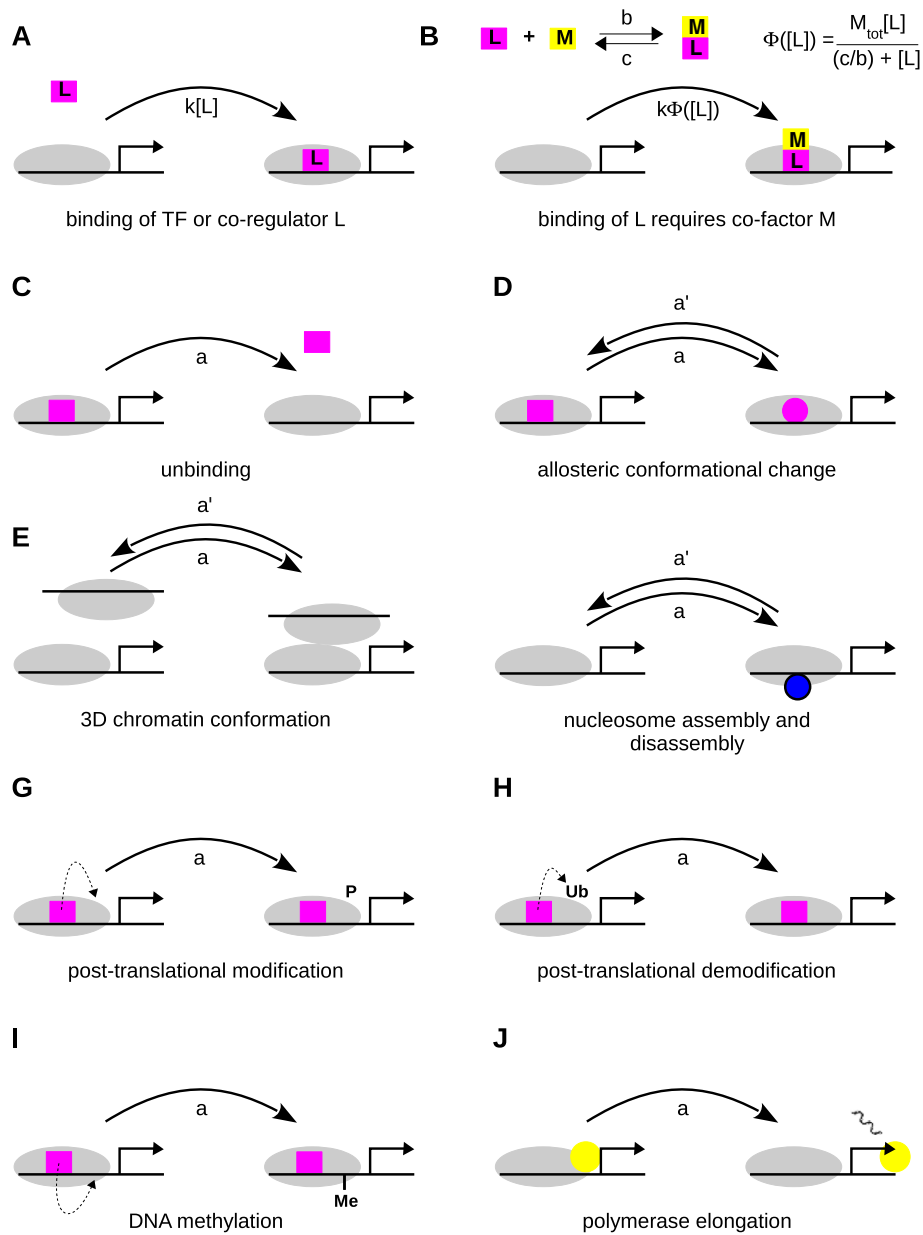 A
L
k[L]
L
binding of TF or co-regulator L
B
L + M b c M L
Φ([L]) = M_tot[L] / (c/b) + [L]
kΦ([L])
M
L
binding of L requires co-factor M
C
a
unbinding
D
a'
a
allosteric conformational change
E
a'
a
3D chromatin conformation
a'
a
nucleosome assembly and
disassembly
G
a
P
post-translational modification
H
a
Ub
post-translational demodification
I
a
Me
DNA methylation
J
a
polymerase elongation